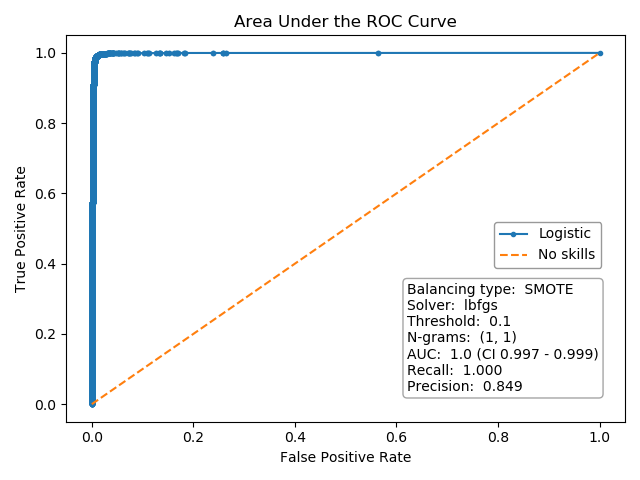 Area Under the ROC Curve
True Positive Rate
1.0
0.8
0.6
0.4
0.2
0.0
Logistic
No skills
Balancing type:  SMOTE
Solver:  lbfgs
Threshold:  0.1
N-grams:  (1, 1)
AUC:  1.0 (CI 0.997 - 0.999)
Recall:  1.000
Precision:  0.849
0.0 0.2 0.4 0.6 0.8 1.0
False Positive Rate